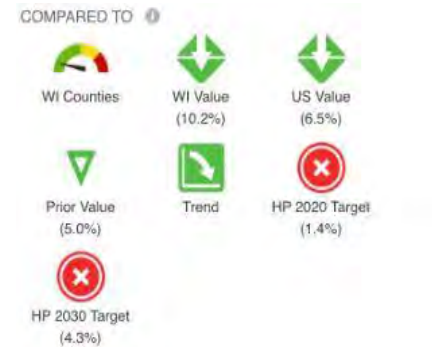 COMPARED TO
WI Counties
WI Value
(10.2%)
US Value
(6.5%)
Prior Value
(5.0%)
Trend
HP 2020 Target
(1.4%)
HP 2030 Target
(4.3%)